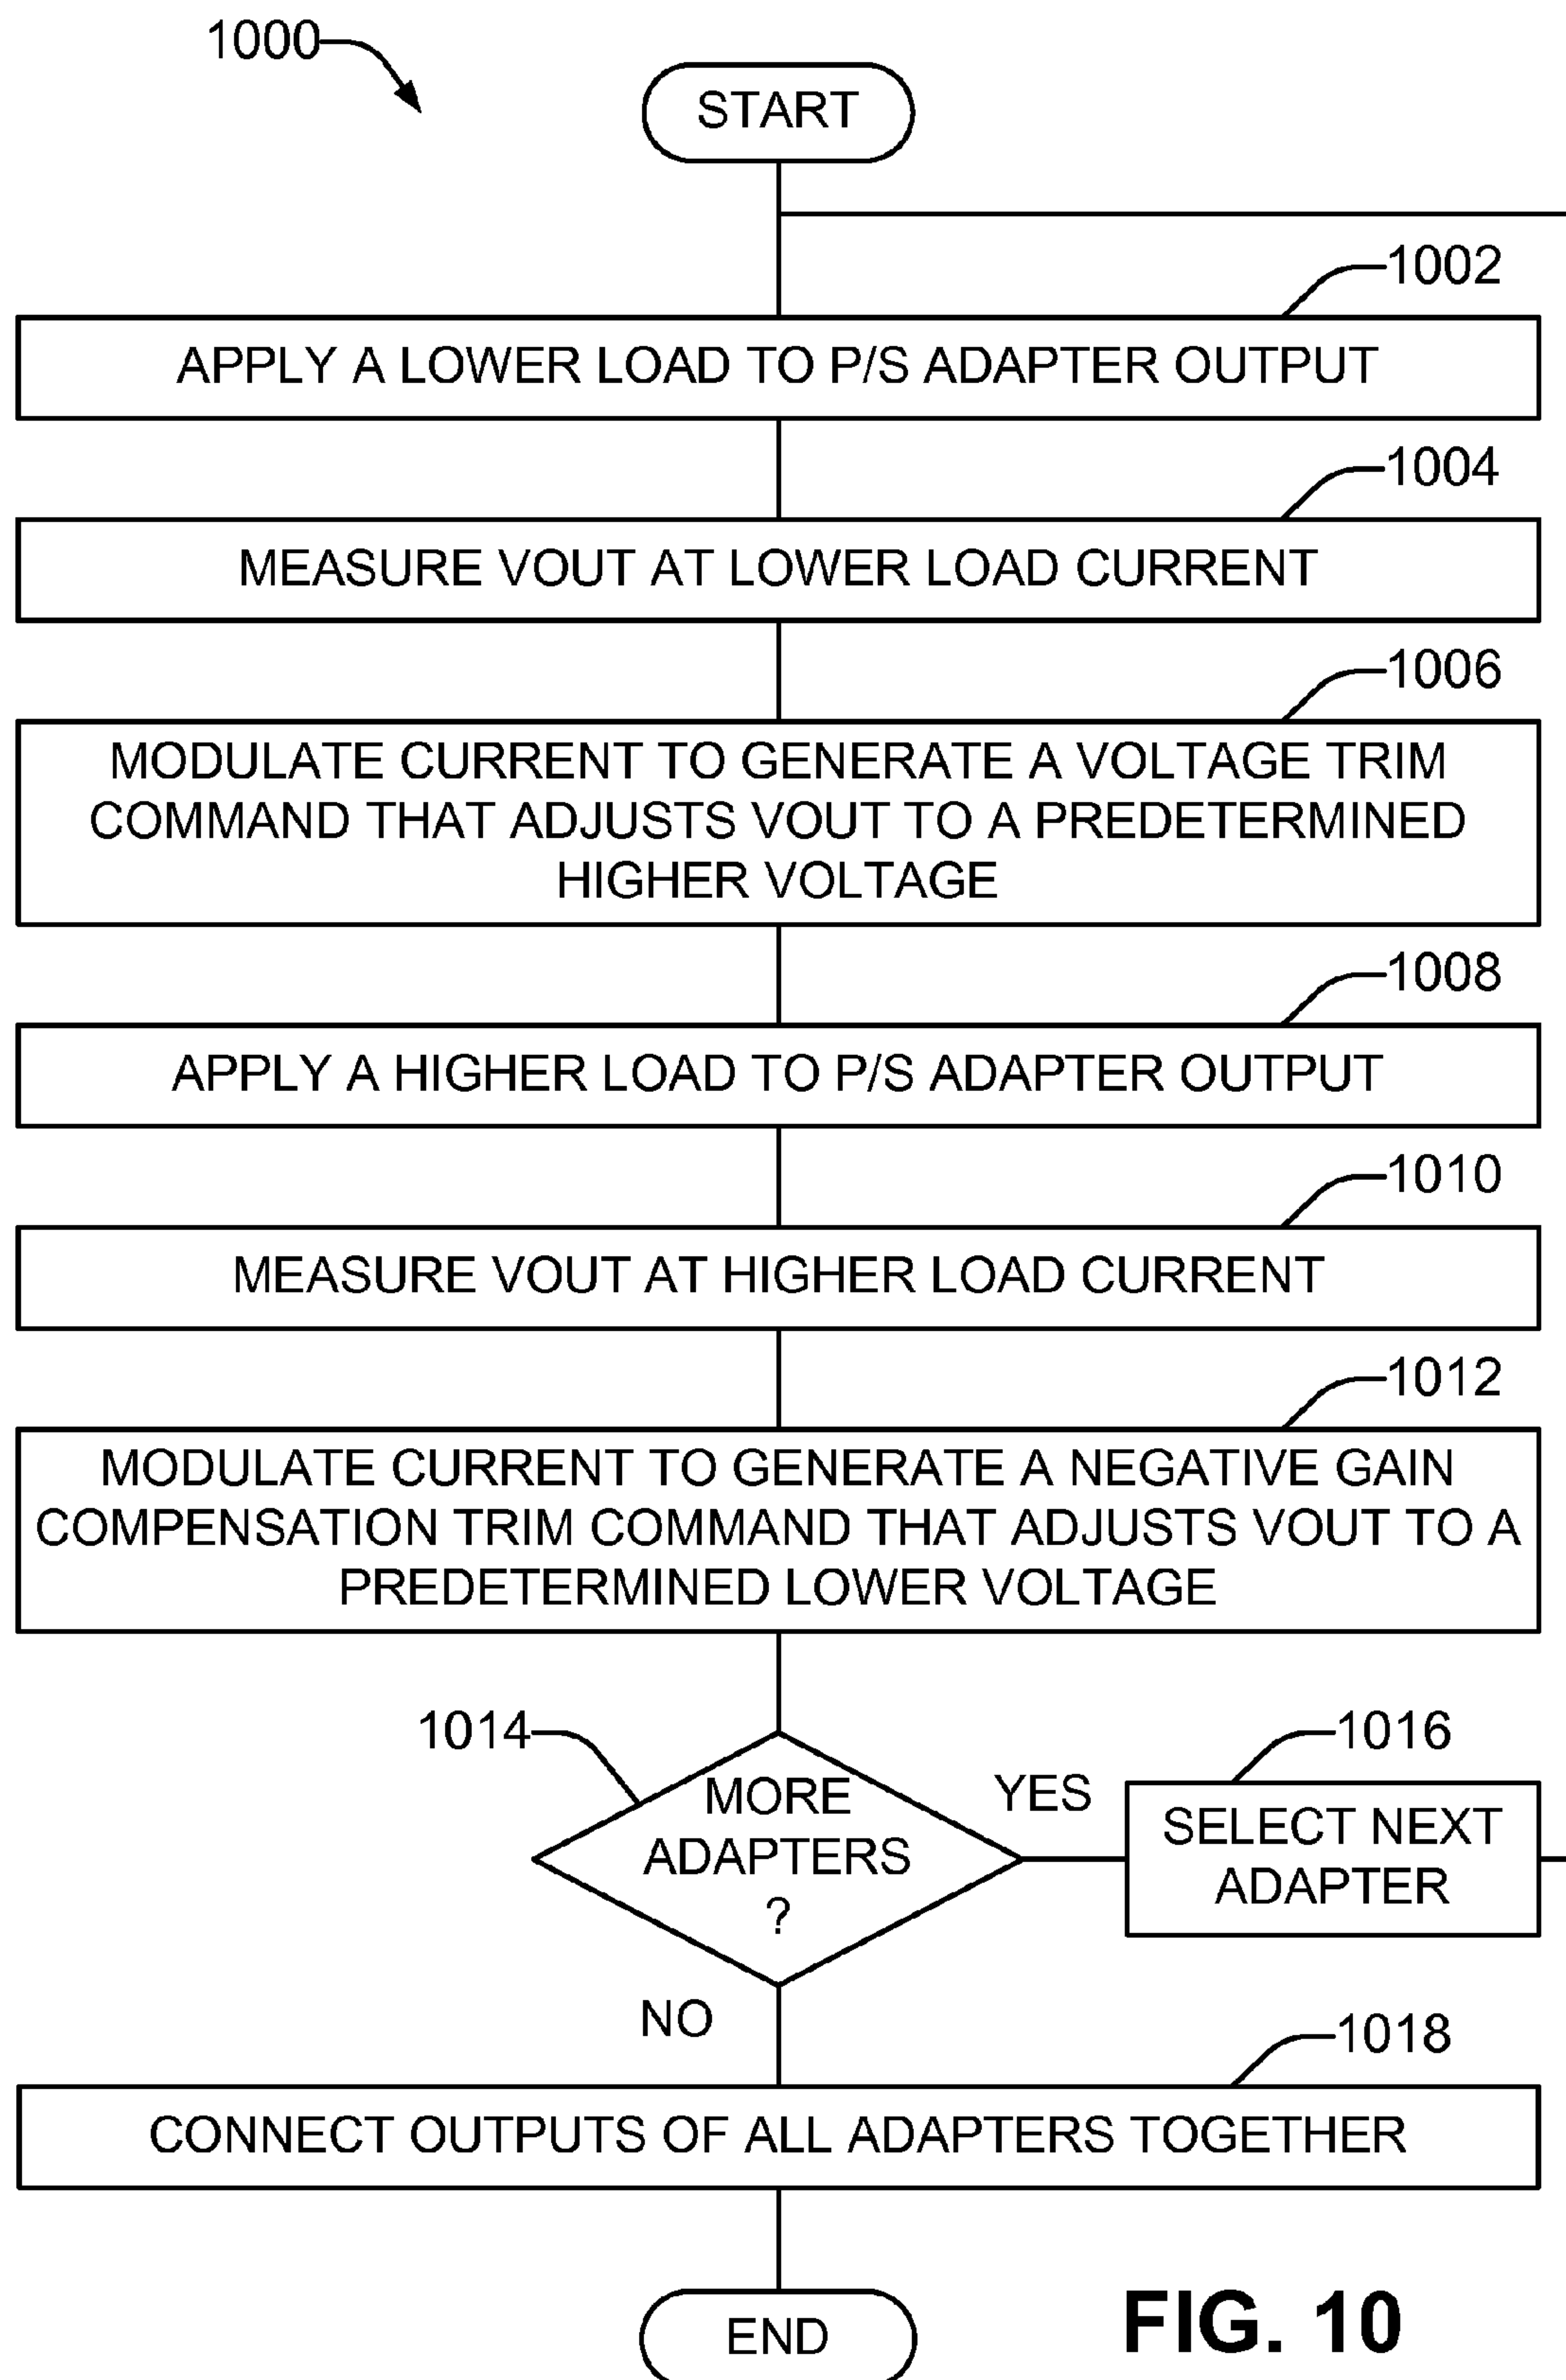 1000
START
1002
APPLY A LOWER LOAD TO P/S ADAPTER OUTPUT
1004
MEASURE VOUT AT LOWER LOAD CURRENT
1006
MODULATE CURRENT TO GENERATE A VOLTAGE TRIM
COMMAND THAT ADJUSTS VOUT TO A PREDETERMINED
HIGHER VOLTAGE
1008
APPLY A HIGHER LOAD TO P/S ADAPTER OUTPUT
1010
MEASURE VOUT AT HIGHER LOAD CURRENT
1012
MODULATE CURRENT TO GENERATE A NEGATIVE GAIN
COMPENSATION TRIM COMMAND THAT ADJUSTS VOUT TO A
PREDETERMINED LOWER VOLTAGE
1014
MORE
ADAPTERS
?
YES
1016
SELECT NEXT
ADAPTER
NO
1018
CONNECT OUTPUTS OF ALL ADAPTERS TOGETHER
END
FIG. 10